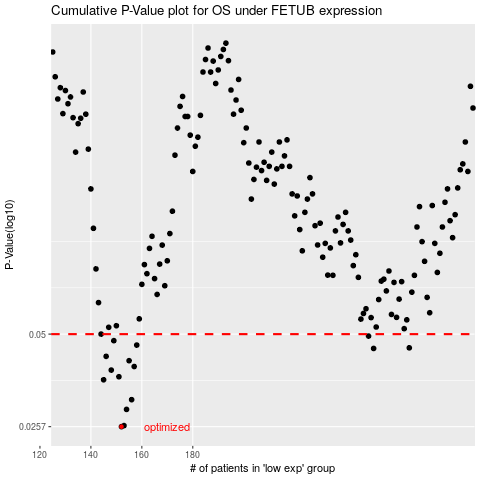 Cumulative P-Value plot for OS under FETUB expression
P-Value(log10)
0.05
0.0257
optimized
120 140 160 180
# of patients in 'low exp' group